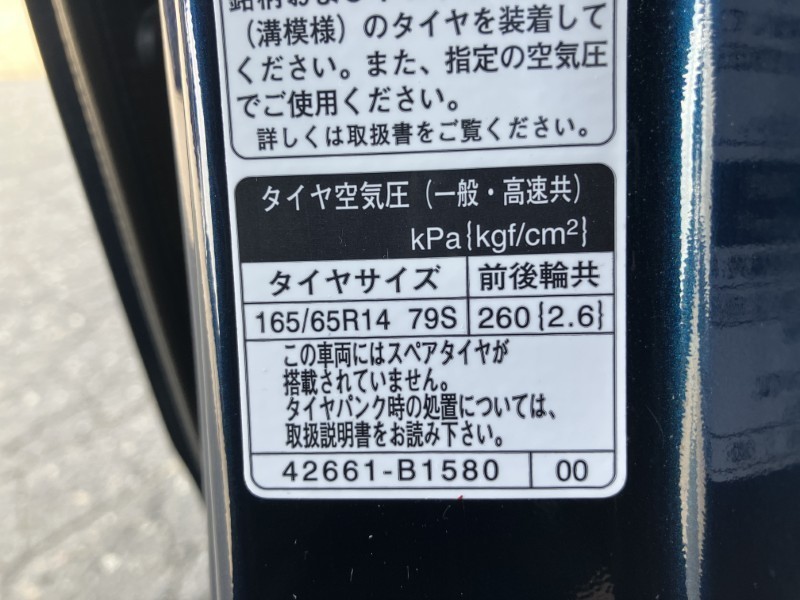 （溝模様）のタイヤを装着して
ください。また、指定の空気圧
でご使用ください。
詳しくは取扱書をご覧ください。
タイヤ空気圧（一般・高速共）
kPa{kgf/cm²}
タイヤサイズ 前後輪共
165/65R14 79S 260{2.6}
この車両にはスペアタイヤが
搭載されていません。
タイヤパンク時の処置については、
取扱説明書をお読み下さい。
42661-B1580 00